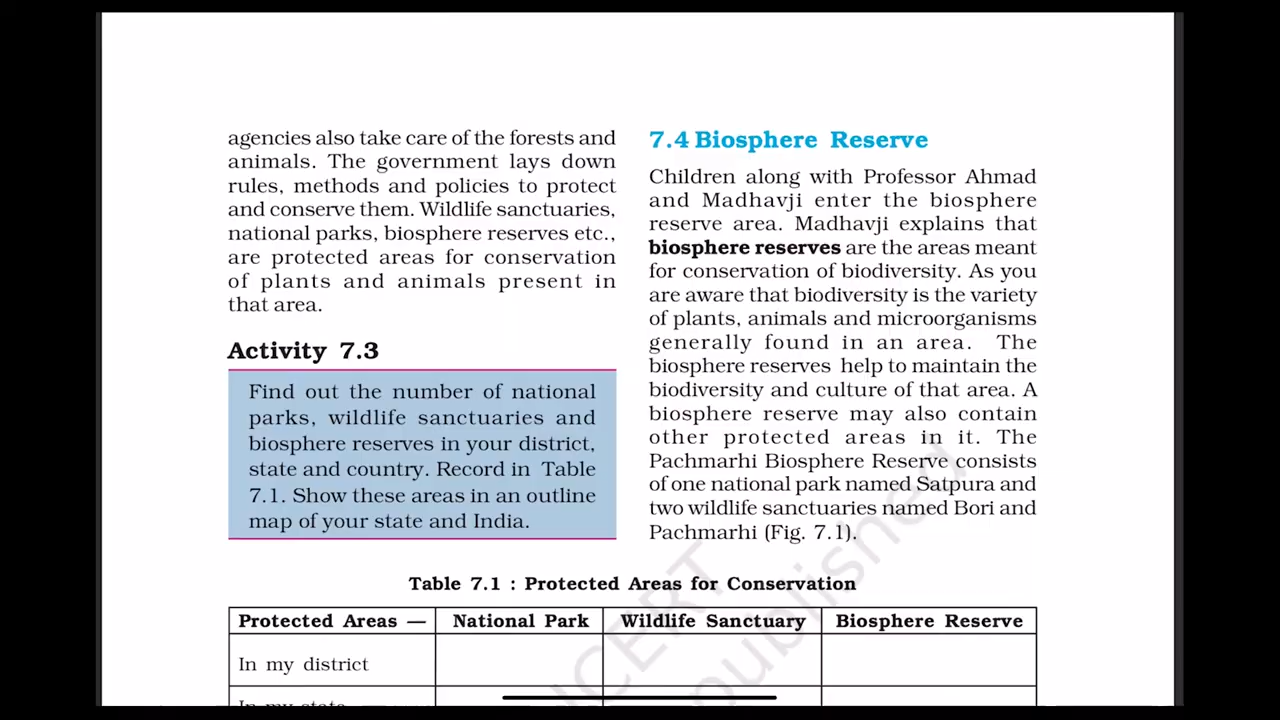 agencies also take care of the forests and
animals. The government lays down
rules, methods and policies to protect
and conserve them. Wildlife sanctuaries,
national parks, biosphere reserves etc.,
are protected areas for conservation
of plants and animals present in
that area.
Activity 7.3
Find out the number of national
parks, wildlife sanctuaries and
biosphere reserves in your district,
state and country. Record in Table
7.1. Show these areas in an outline
map of your state and India.
7.4 Biosphere Reserve
Children along with Professor Ahmad
and Madhavji enter the biosphere
reserve area. Madhavji explains that
biosphere reserves are the areas meant
for conservation of biodiversity. As you
are aware that biodiversity is the variety
of plants, animals and microorganisms
generally found in an area. The
biosphere reserves help to maintain the
biodiversity and culture of that area. A
biosphere reserve may also contain
other protected areas in it. The
Pachmarhi Biosphere Reserve consists
of one national park named Satpura and
two wildlife sanctuaries named Bori and
Pachmarhi (Fig. 7.1).
Table 7.1 : Protected Areas for Conservation
Protected Areas — National Park Wildlife Sanctuary Biosphere Reserve
In my district
In my state
NCERT
published